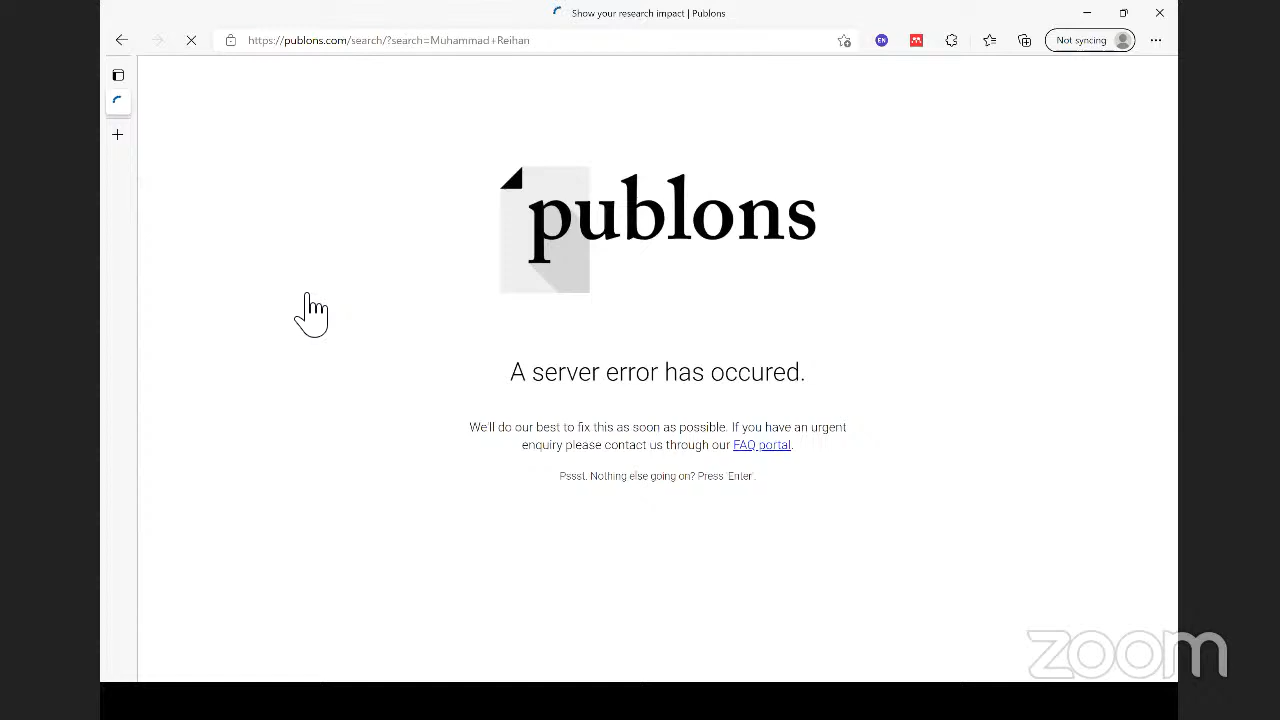 Show your research impact | Publons
https://publons.com/search/?search=Muhammad+Reihan
EN
Not syncing
publons
A server error has occured.
We'll do our best to fix this as soon as possible. If you have an urgent
enquiry please contact us through our FAQ portal.
Pssst. Nothing else going on? Press 'Enter'.
zoom